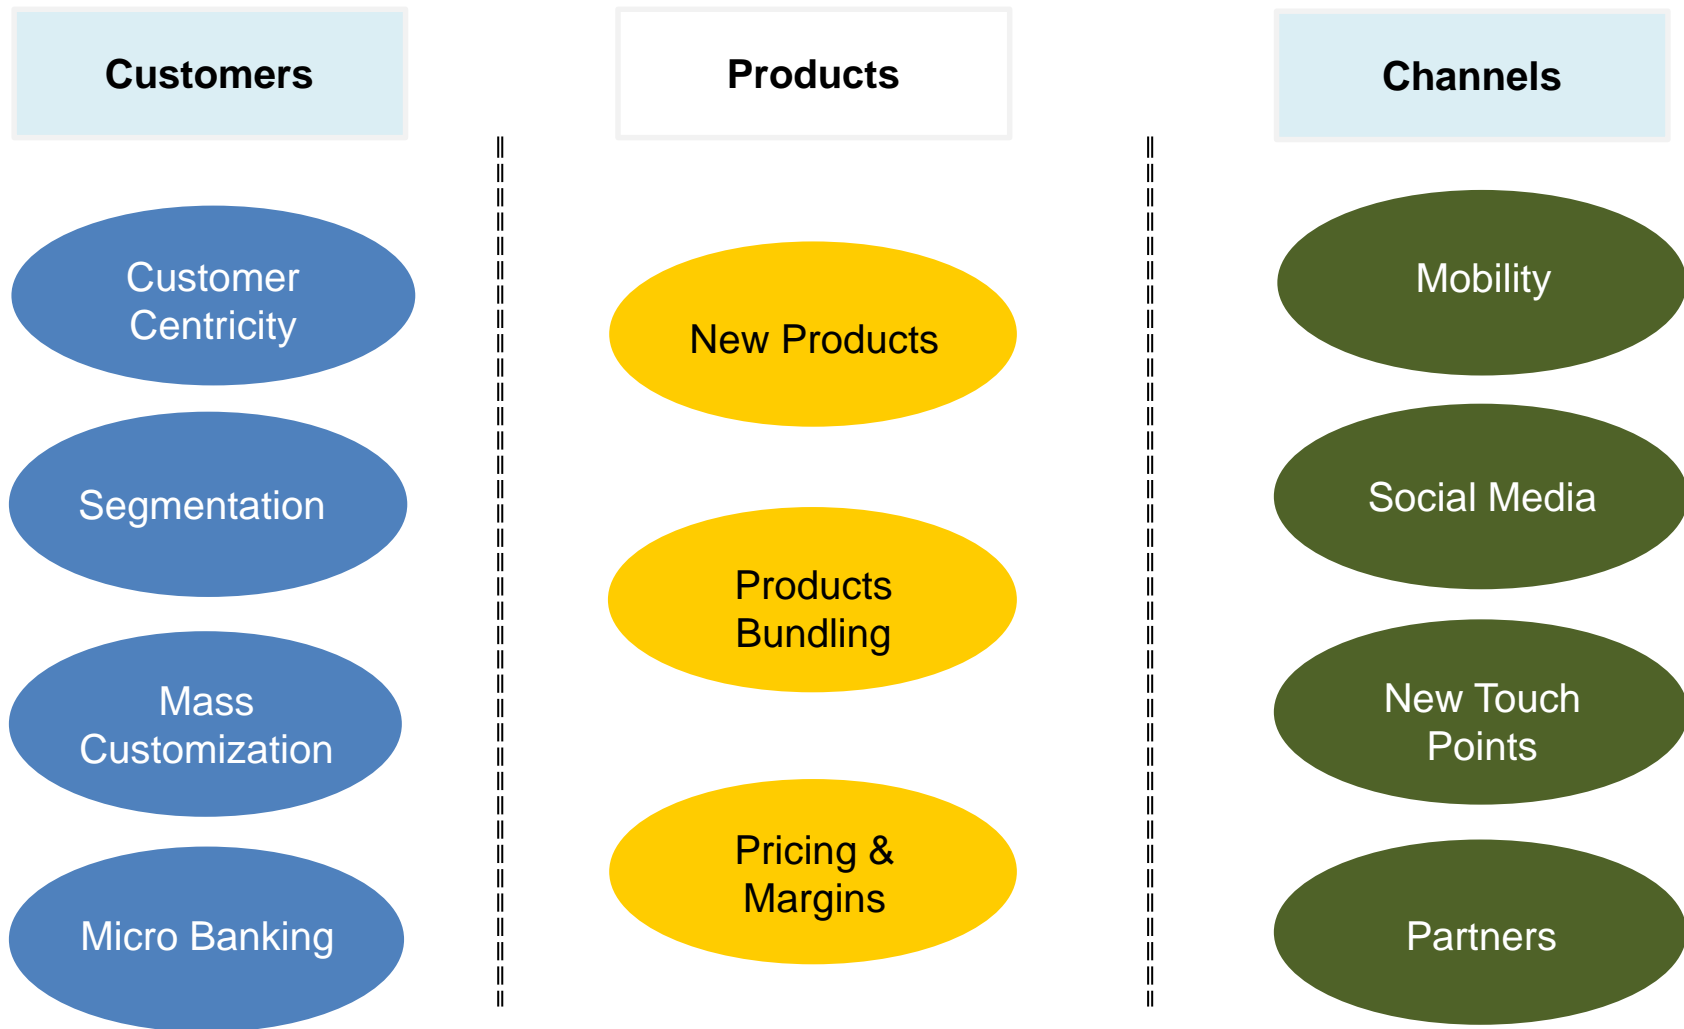 Customers
Customer
Centricity
Segmentation
Mass
Customization
Micro Banking
Products
New Products
Products
Bundling
Pricing &
Margins
Channels
Mobility
Social Media
New Touch
Points
Partners